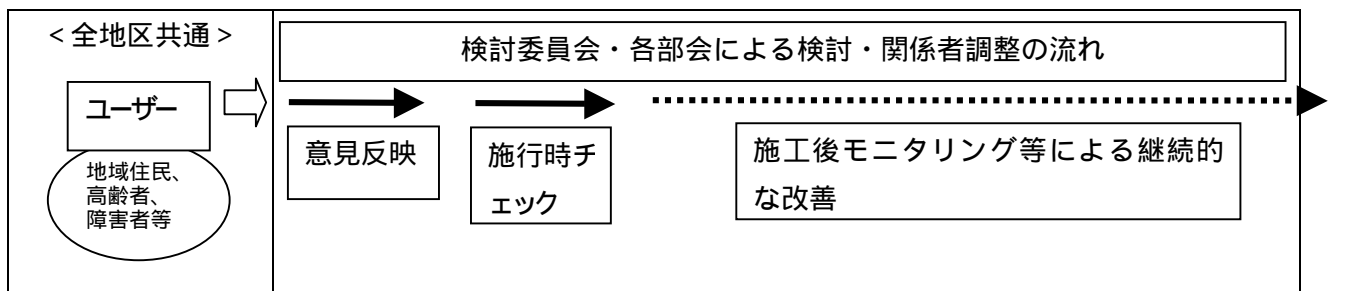 <全地区共通>
検討委員会・各部会による検討・関係者調整の流れ
ユーザー
地域住民、
高齢者、
障害者等
意見反映
施行時チ
ェック
施工後モニタリング等による継続的
な改善